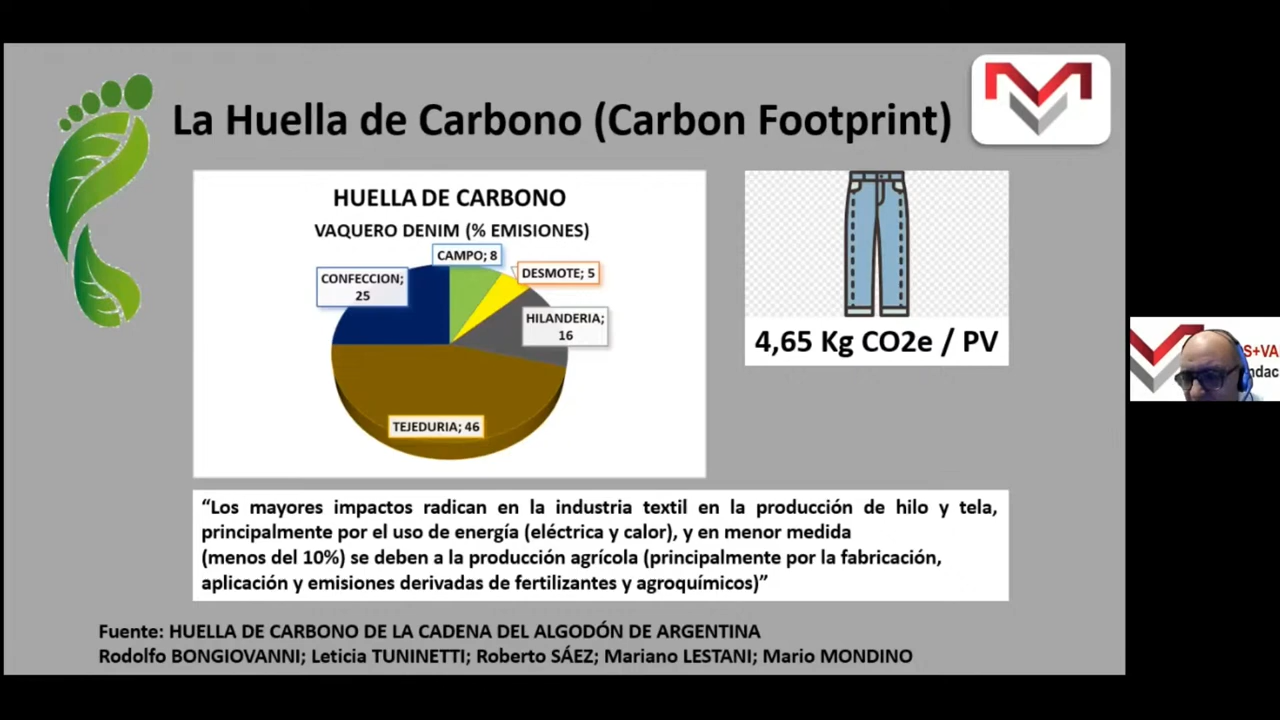 La Huella de Carbono (Carbon Footprint)
HUELLA DE CARBONO
VAQUERO DENIM (% EMISIONES)
CAMPO; 8
DESMOTE; 5
CONFECCION;
25
HILANDERIA;
16
TEJEDURIA; 46
4,65 Kg CO2e / PV
“Los mayores impactos radican en la industria textil en la producción de hilo y tela,
principalmente por el uso de energía (eléctrica y calor), y en menor medida
(menos del 10%) se deben a la producción agrícola (principalmente por la fabricación,
aplicación y emisiones derivadas de fertilizantes y agroquímicos)”
Fuente: HUELLA DE CARBONO DE LA CADENA DEL ALGODÓN DE ARGENTINA
Rodolfo BONGIOVANNI; Leticia TUNINETTI; Roberto SÁEZ; Mariano LESTANI; Mario MONDINO
S+VA
ndac